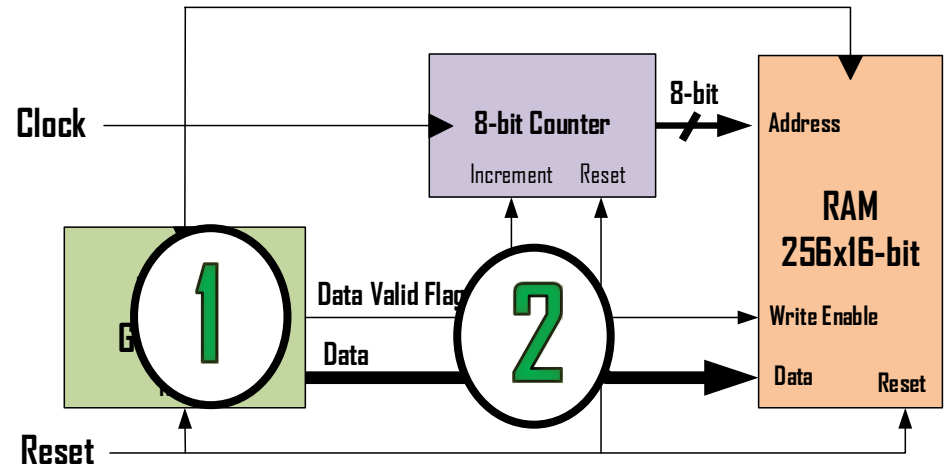 8-bit
Clock
8-bit Counter
Address
Increment Reset
RAM
256x16-bit
1
Data Valid Flag
2
Write Enable
Data
Data
Reset
Reset